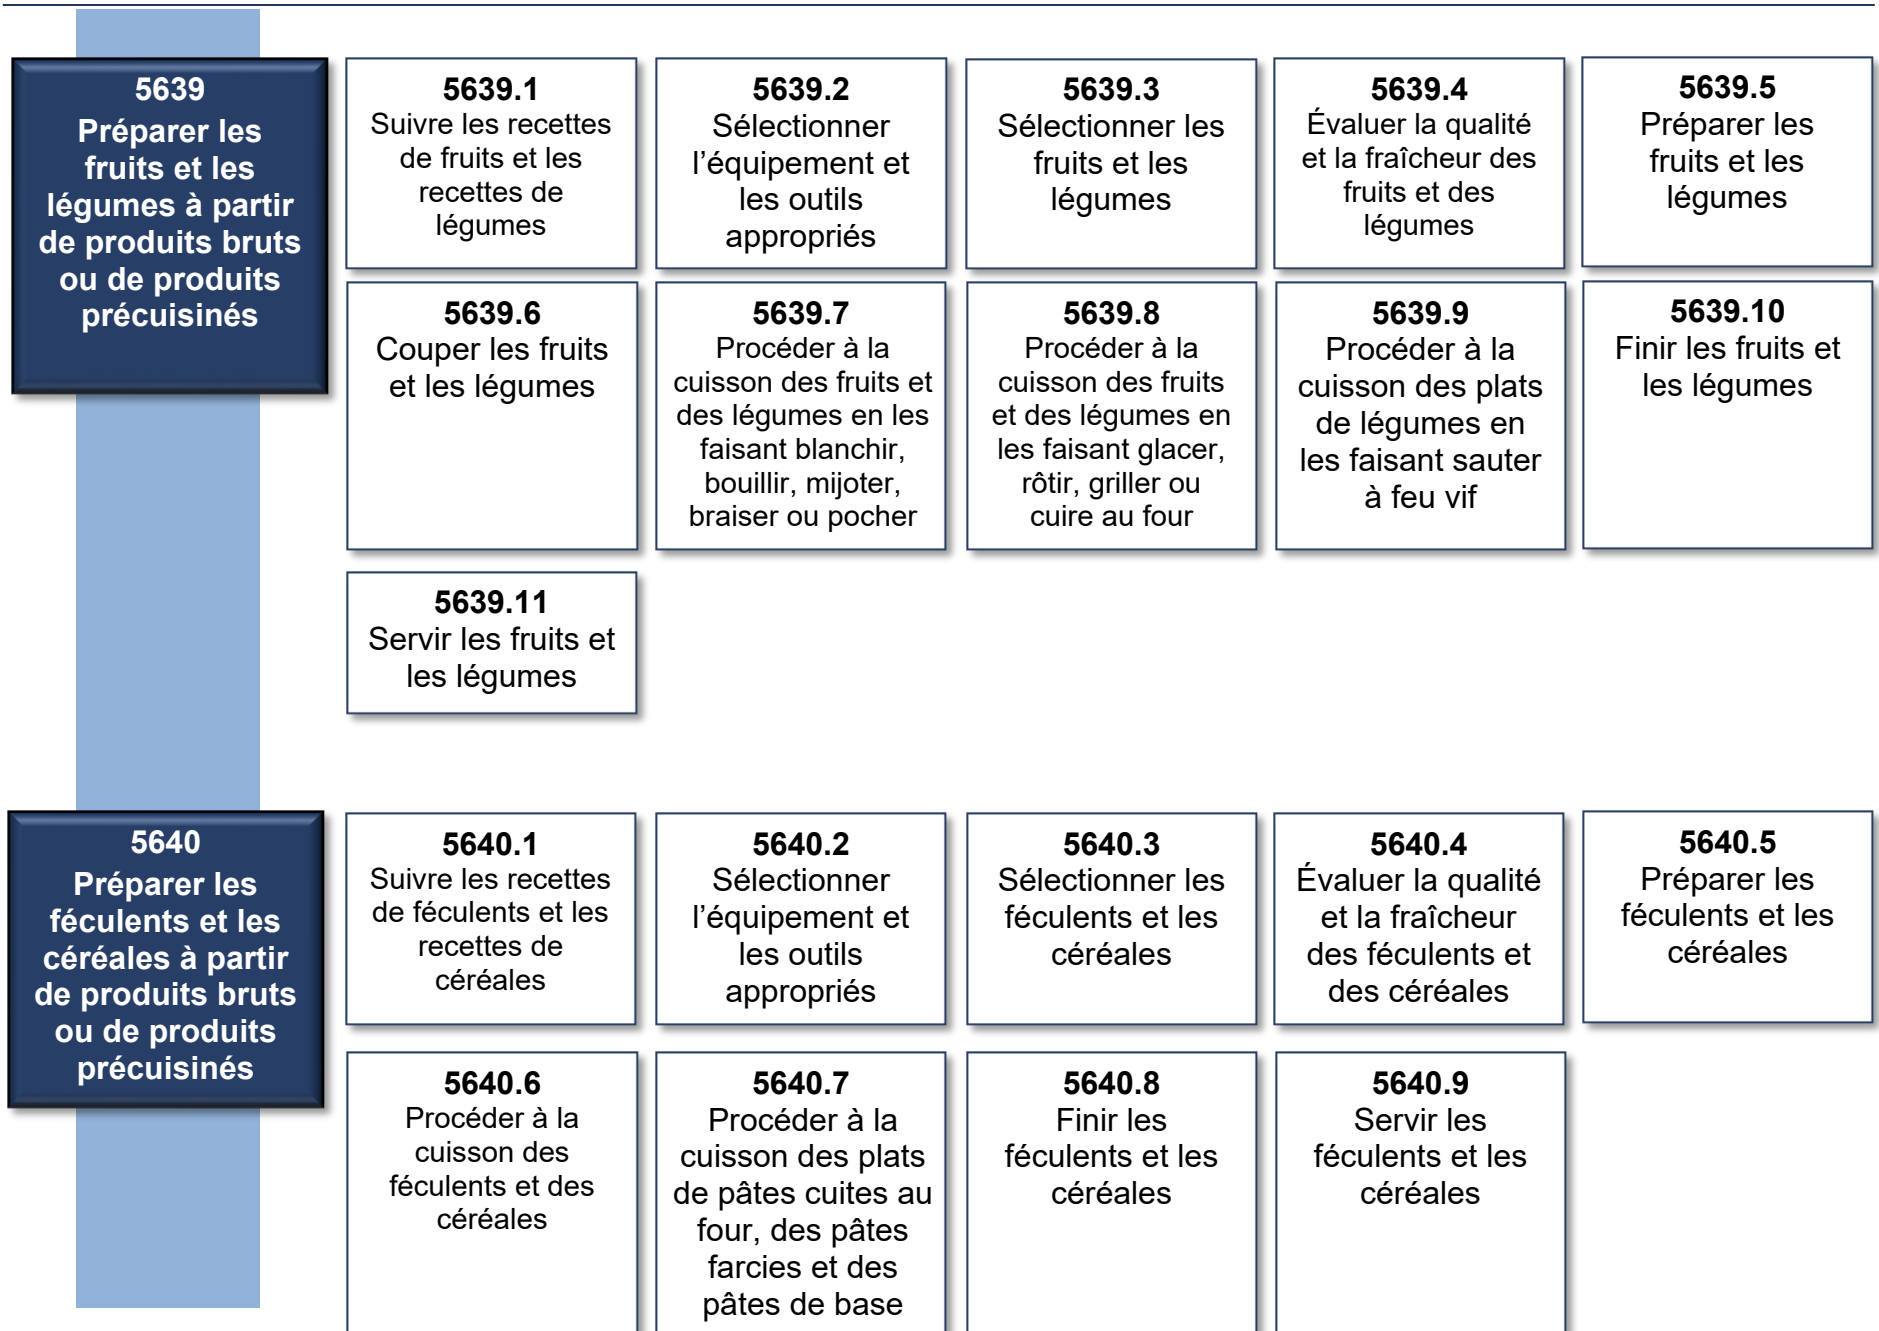 5639
Préparer les
fruits et les
légumes à partir
de produits bruts
ou de produits
précuisinés
5639.1
Suivre les recettes
de fruits et les
recettes de
légumes
5639.2
Sélectionner
l’équipement et
les outils
appropriés
5639.3
Sélectionner les
fruits et les
légumes
5639.4
Évaluer la qualité
et la fraîcheur des
fruits et des
légumes
5639.5
Préparer les
fruits et les
légumes
5639.6
Couper les fruits
et les légumes
5639.7
Procéder à la
cuisson des fruits et
des légumes en les
faisant blanchir,
bouillir, mijoter,
braiser ou pocher
5639.8
Procéder à la
cuisson des fruits
et des légumes en
les faisant glacer,
rôtir, griller ou
cuire au four
5639.9
Procéder à la
cuisson des plats
de légumes en
les faisant sauter
à feu vif
5639.10
Finir les fruits et
les légumes
5639.11
Servir les fruits et
les légumes
5640
Préparer les
féculents et les
céréales à partir
de produits bruts
ou de produits
précuisinés
5640.1
Suivre les recettes
de féculents et les
recettes de
céréales
5640.2
Sélectionner
l’équipement et
les outils
appropriés
5640.3
Sélectionner les
féculents et les
céréales
5640.4
Évaluer la qualité
et la fraîcheur
des féculents et
des céréales
5640.5
Préparer les
féculents et les
céréales
5640.6
Procéder à la
cuisson des
féculents et des
céréales
5640.7
Procéder à la
cuisson des plats
de pâtes cuites au
four, des pâtes
farcies et des
pâtes de base
5640.8
Finir les
féculents et les
céréales
5640.9
Servir les
féculents et les
céréales